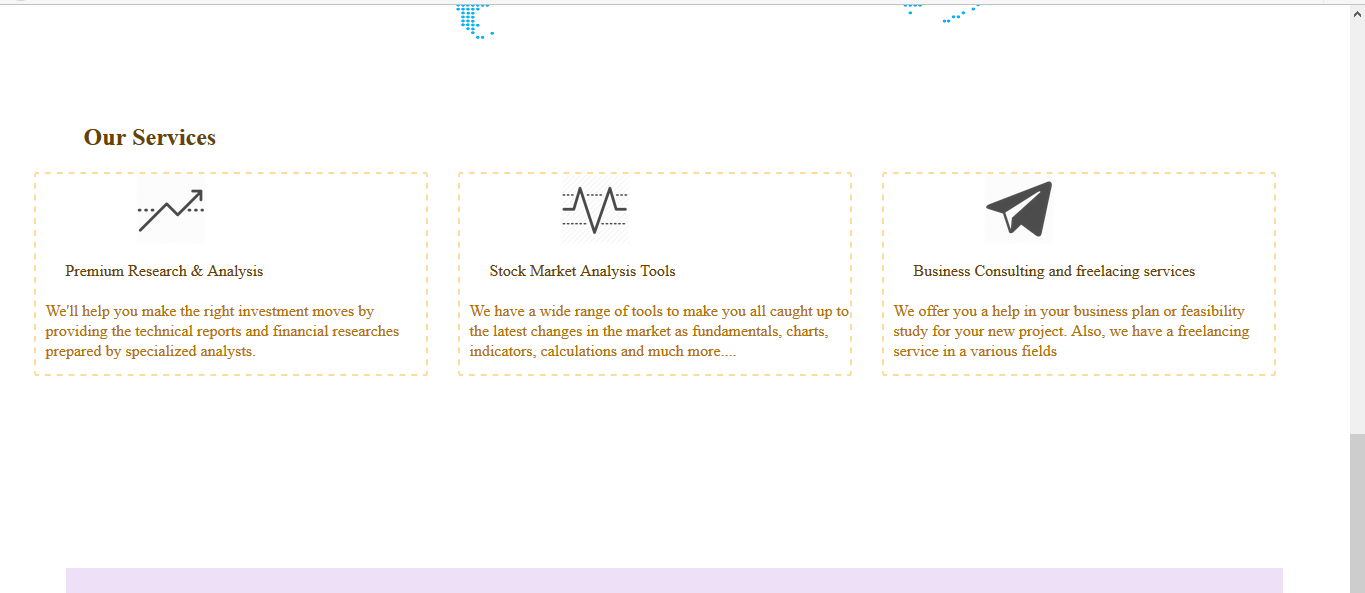 Our Services
Premium Research & Analysis
We'll help you make the right investment moves by
providing the technical reports and financial researches
prepared by specialized analysts.
Stock Market Analysis Tools
We have a wide range of tools to make you all caught up to
the latest changes in the market as fundamentals, charts,
indicators, calculations and much more....
Business Consulting and freelacing services
We offer you a help in your business plan or feasibility
study for your new project. Also, we have a freelancing
service in a various fields